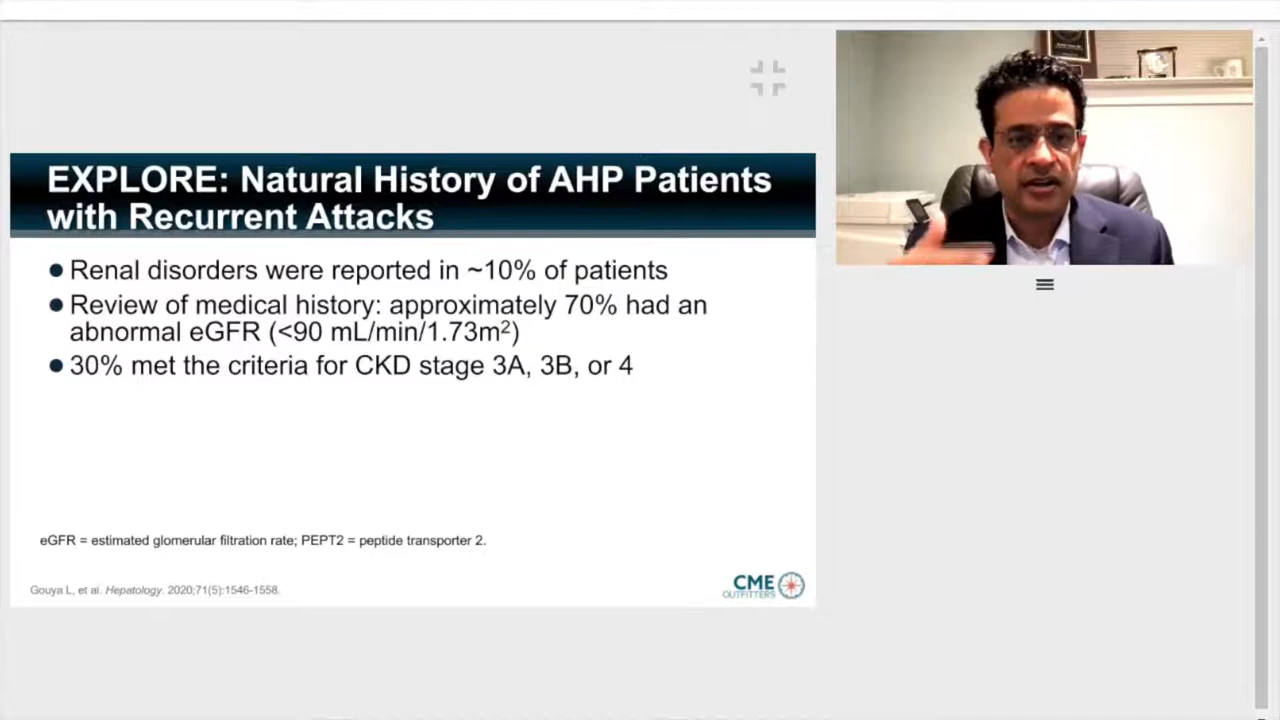 EXPLORE: Natural History of AHP Patients
with Recurrent Attacks
● Renal disorders were reported in ~10% of patients
● Review of medical history: approximately 70% had an
abnormal eGFR (<90 mL/min/1.73m²)
● 30% met the criteria for CKD stage 3A, 3B, or 4
eGFR = estimated glomerular filtration rate; PEPT2 = peptide transporter 2.
Gouya L, et al. Hepatology. 2020;71(5):1546-1558.
CME
OUTFITTERS